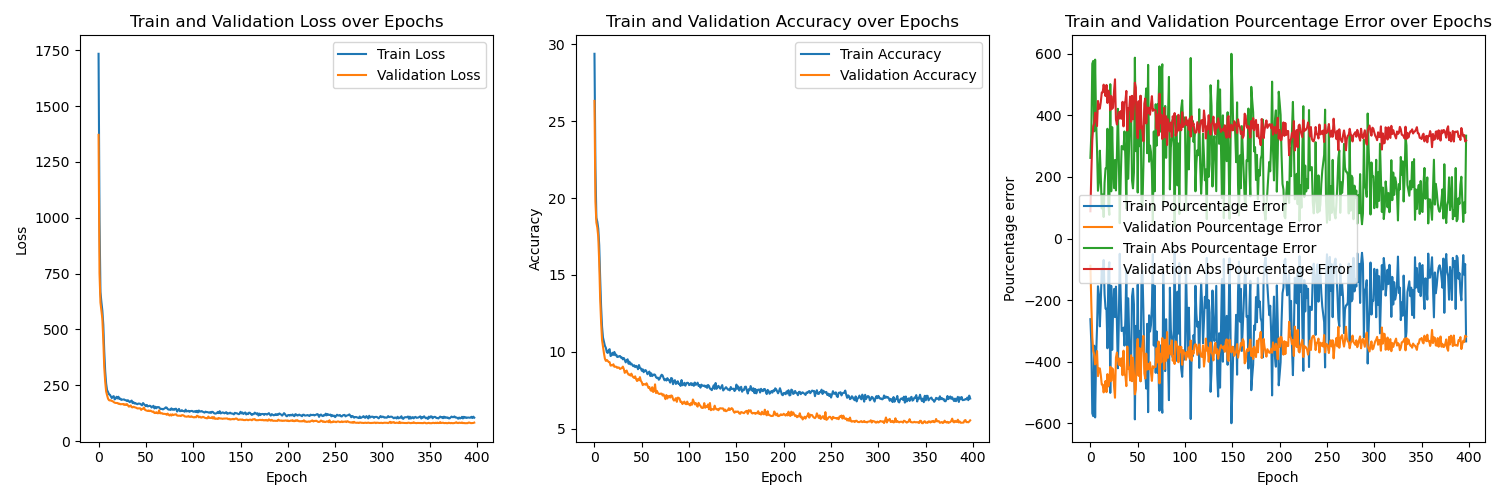 Train and Validation Loss over Epochs
Loss
1750
1500
1250
1000
750
500
250
0
Train Loss
Validation Loss
0 50 100 150 200 250 300 350 400
Epoch
Train and Validation Accuracy over Epochs
Accuracy
30
25
20
15
10
5
Train Accuracy
Validation Accuracy
0 50 100 150 200 250 300 350 400
Epoch
Train and Validation Pourcentage Error over Epochs
Pourcentage error
600
400
200
0
−200
−400
−600
Train Pourcentage Error
Validation Pourcentage Error
Train Abs Pourcentage Error
Validation Abs Pourcentage Error
0 50 100 150 200 250 300 350 400
Epoch